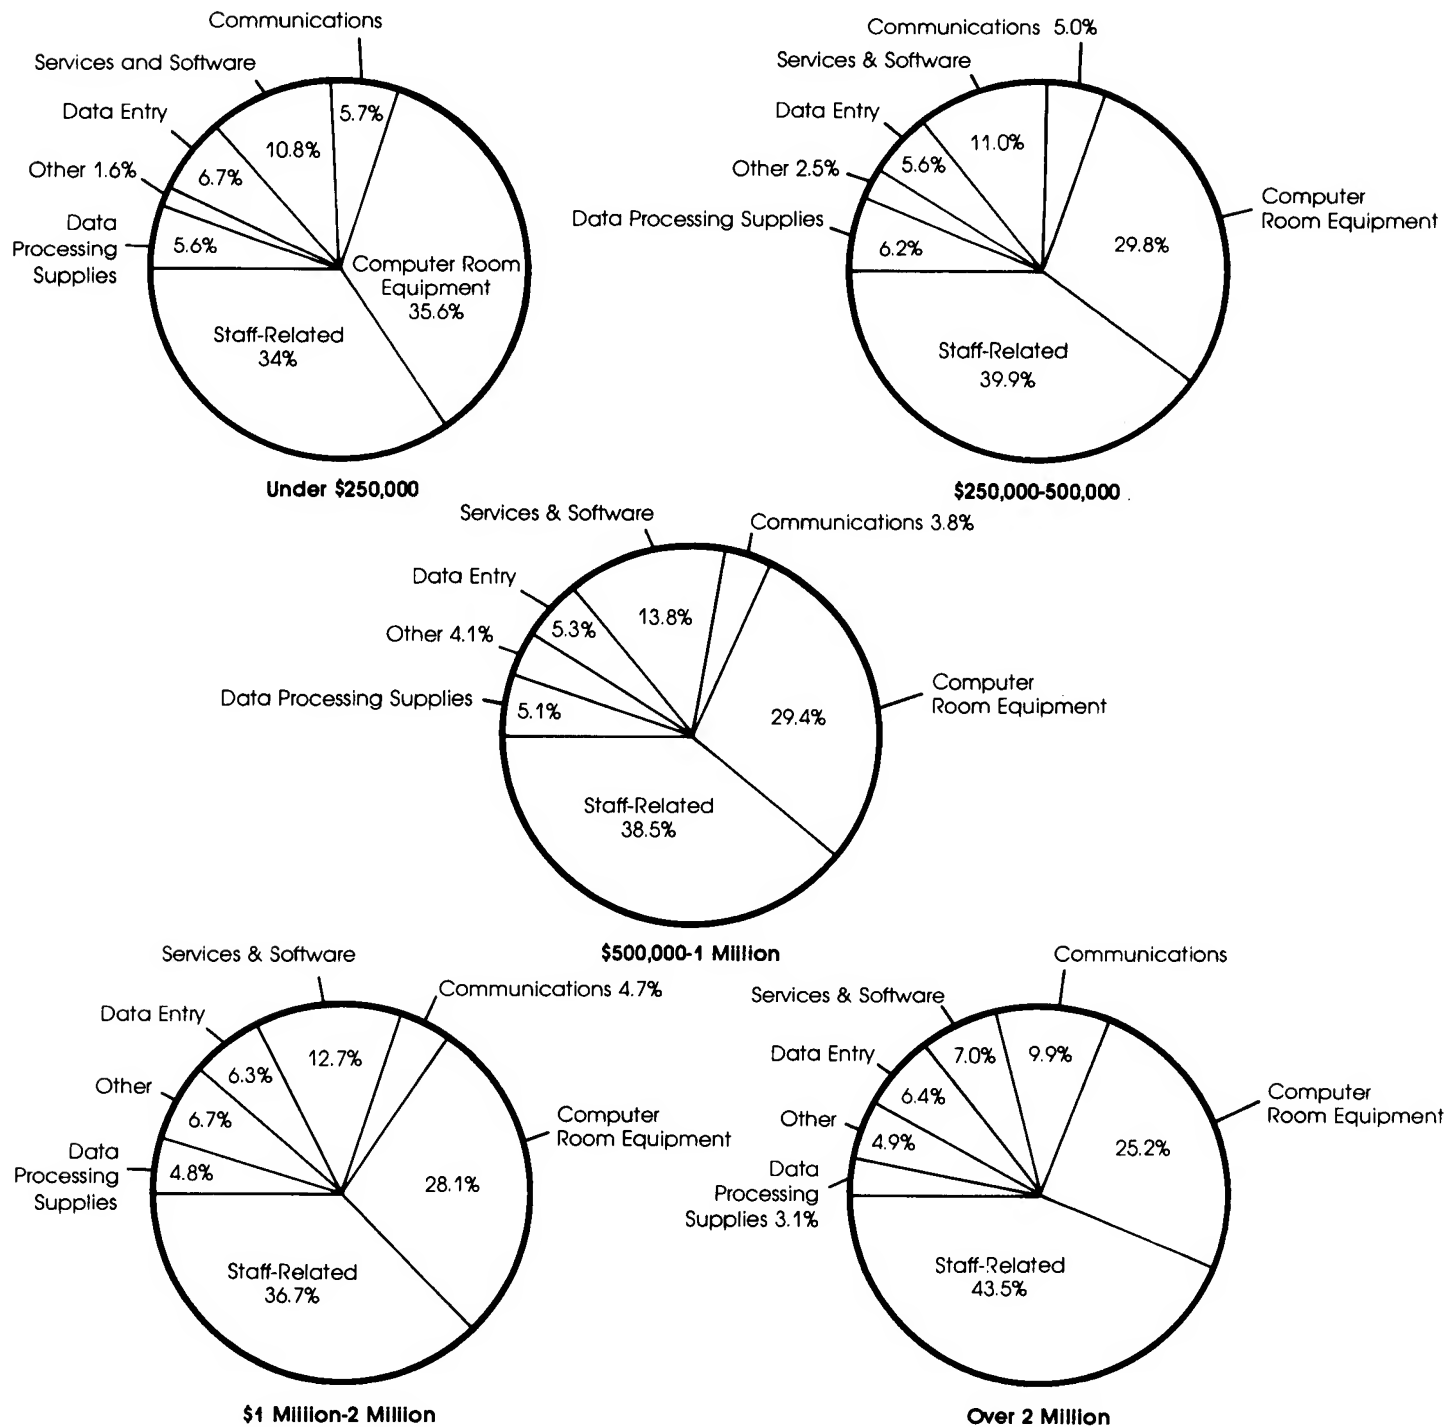 Communications
Services and Software
Data Entry
Other 1.6%
Data
Processing
Supplies
5.7%
10.8%
6.7%
5.6%
Computer Room
Equipment
35.6%
Staff-Related
34%
Under $250,000
Communications 5.0%
Services & Software
Data Entry
Other 2.5%
Data Processing Supplies
11.0%
5.6%
6.2%
Computer
Room Equipment
29.8%
Staff-Related
39.9%
$250,000-500,000
Services & Software
Communications 3.8%
Data Entry
Other 4.1%
Data Processing Supplies
13.8%
5.3%
5.1%
Computer
Room Equipment
29.4%
Staff-Related
38.5%
$500,000-1 Million
Services & Software
Communications 4.7%
Data Entry
Other
Data
Processing
Supplies
12.7%
6.3%
6.7%
4.8%
Computer
Room Equipment
28.1%
Staff-Related
36.7%
$1 Million-2 Million
Communications
Services & Software
Data Entry
Other
Data
Processing
Supplies 3.1%
9.9%
7.0%
6.4%
4.9%
Computer
Room Equipment
25.2%
Staff-Related
43.5%
Over 2 Million